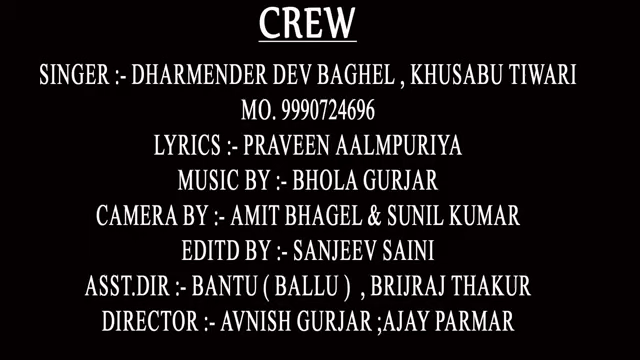 CREW
SINGER :- DHARMENDER DEV BAGHEL , KHUSABU TIWARI
MO. 9990724696
LYRICS :- PRAVEEN AALMPURIYA
MUSIC BY :- BHOLA GURJAR
CAMERA BY :- AMIT BHAGEL & SUNIL KUMAR
EDITD BY :- SANJEEV SAINI
ASST.DIR :- BANTU ( BALLU ) , BRIJRAJ THAKUR
DIRECTOR :- AVNISH GURJAR ;AJAY PARMAR